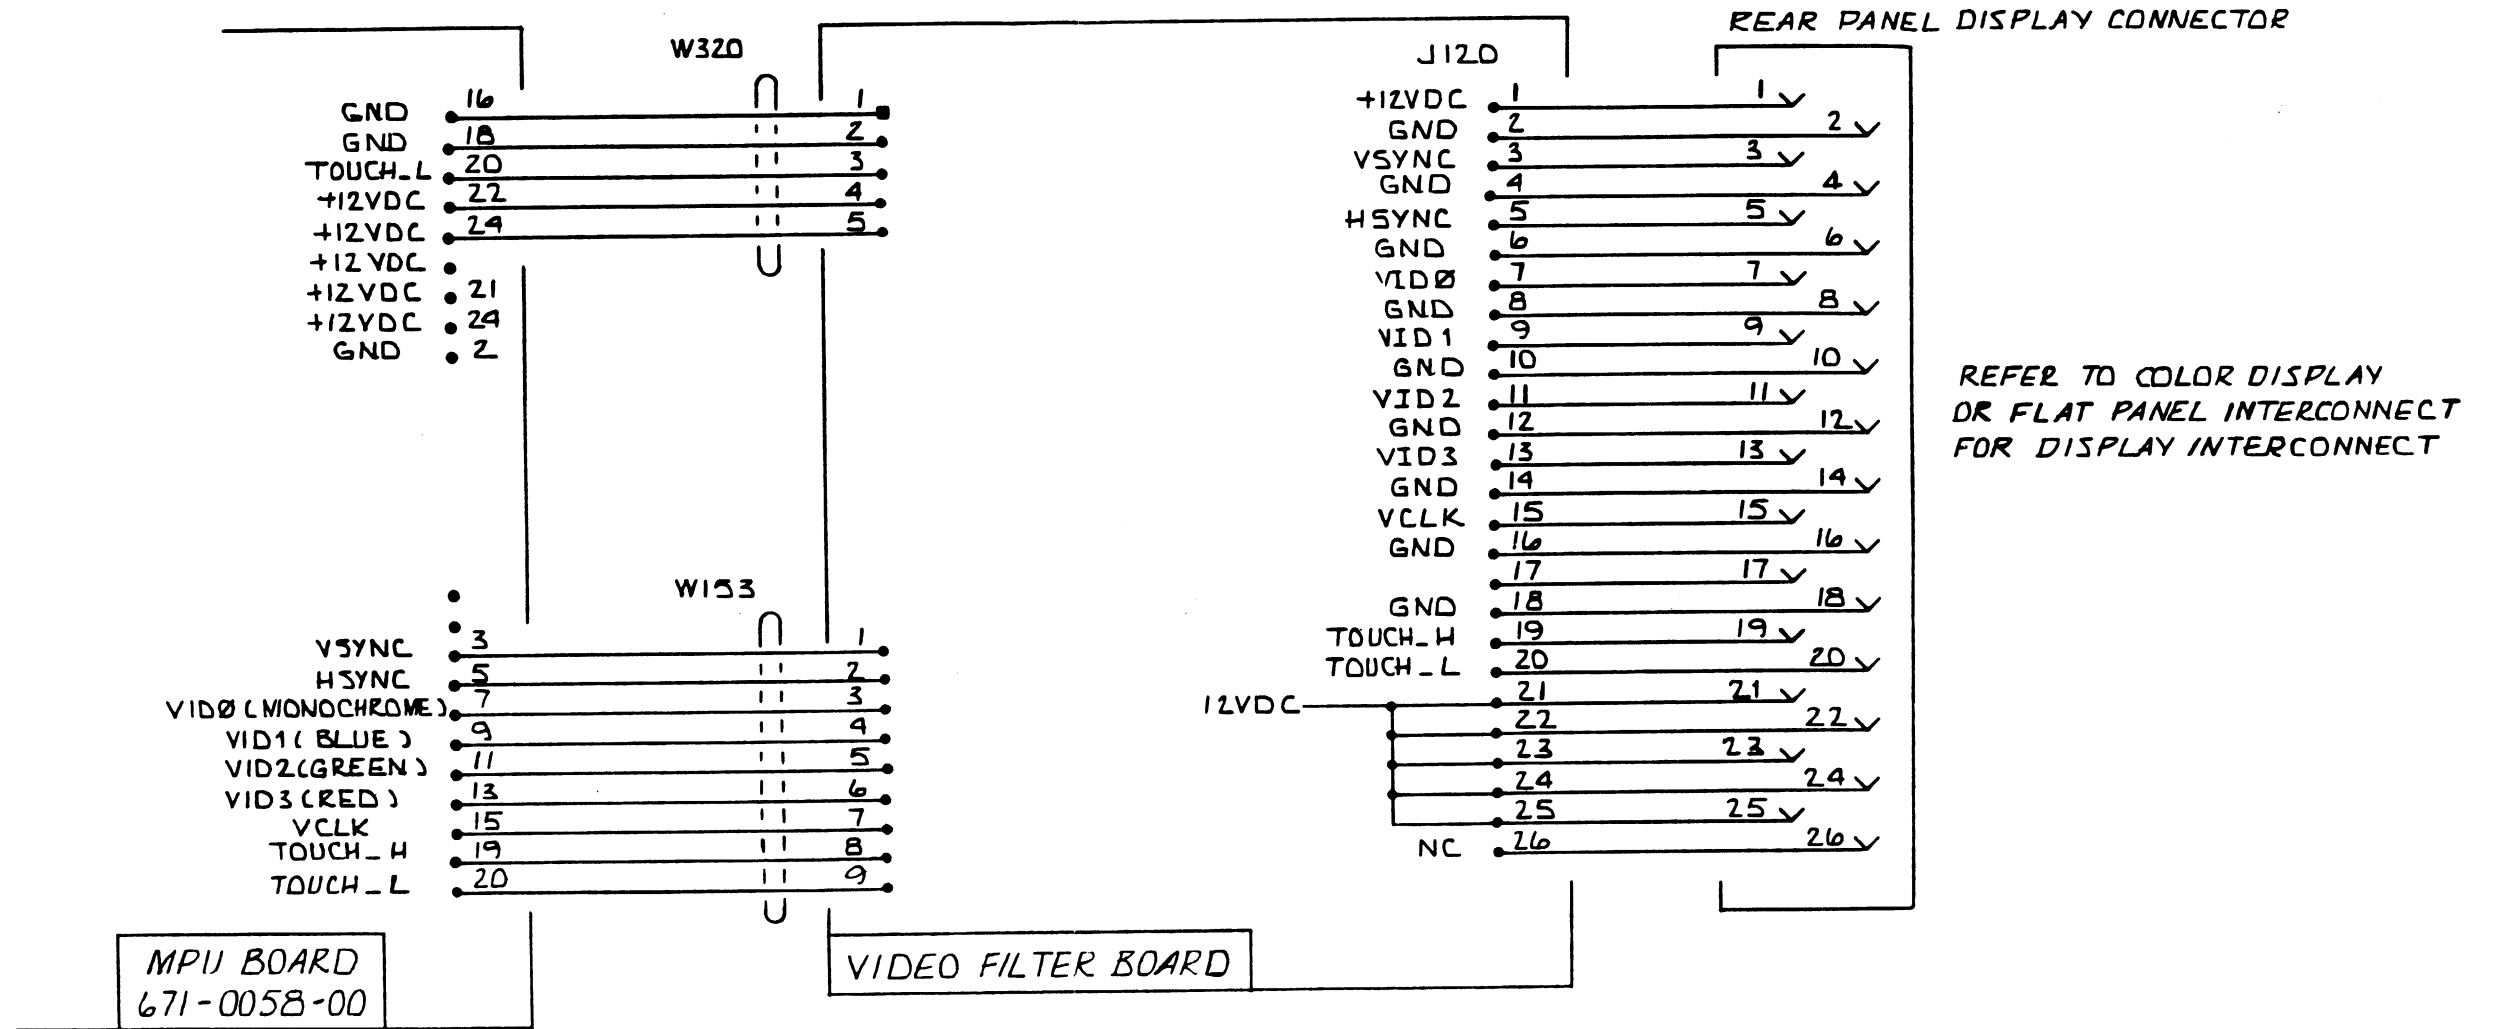 REAR PANEL DISPLAY CONNECTOR
W320
GND 16 1
GND 18 2
TOUCH_L 20 3
+12VDC 22 4
+12VDC 24 5
+12VDC
+12VDC 21
+12VDC 24
GND 2
W153
VSYNC 3 1
HSYNC 5 2
VIDØ(MONOCHROME) 7 3
VID1(BLUE) 9 4
VID2(GREEN) 11 5
VID3(RED) 13 6
VCLK 15 7
TOUCH_H 19 8
TOUCH_L 20 9
MPU BOARD
671-0058-00
VIDEO FILTER BOARD
J120
+12VDC 1 1
GND 2 2
VSYNC 3 3
GND 4 4
HSYNC 5 5
GND 6 6
VIDØ 7 7
GND 8 8
VID1 9 9
GND 10 10
VID2 11 11
GND 12 12
VID3 13 13
GND 14 14
VCLK 15 15
GND 16 16
17 17
GND 18 18
TOUCH_H 19 19
TOUCH_L 20 20
12VDC 21 21
22 22
23 23
24 24
25 25
NC 26 26
REFER TO COLOR DISPLAY
OR FLAT PANEL INTERCONNECT
FOR DISPLAY INTERCONNECT